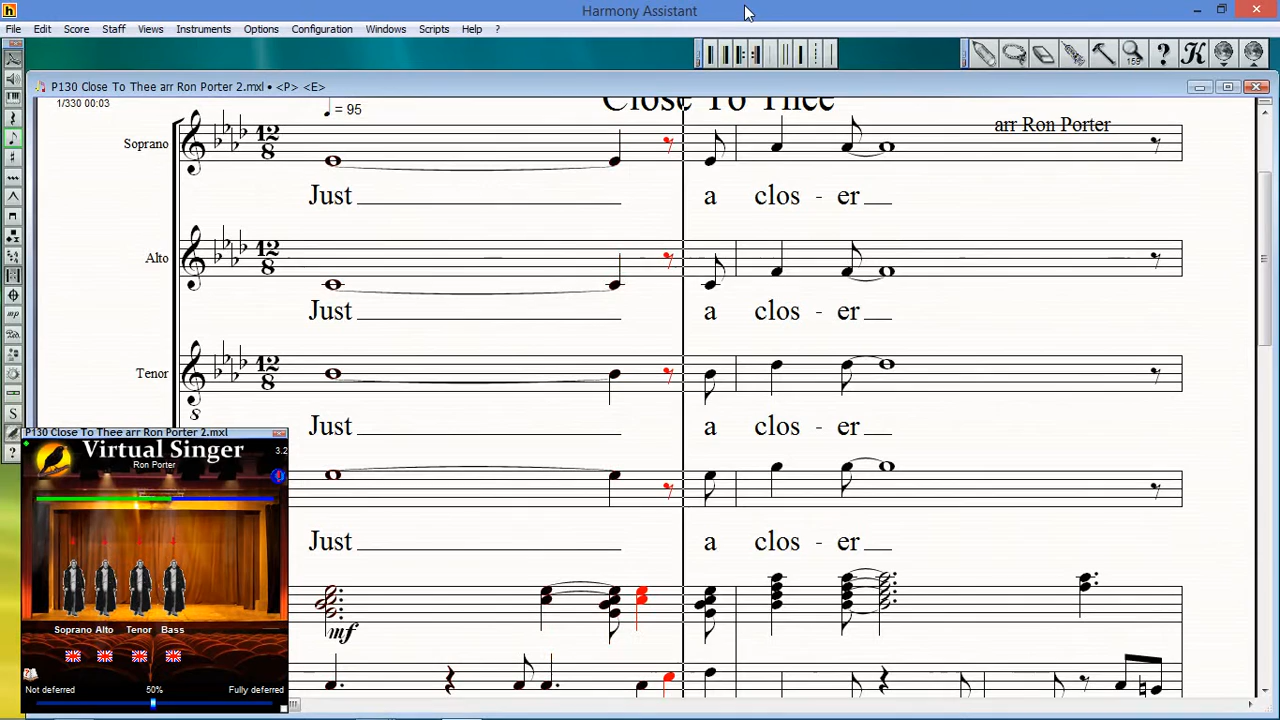 Harmony Assistant
File Edit Score Staff Views Instruments Options Configuration Windows Scripts Help ?
P130 Close To Thee arr Ron Porter 2.mxl • <P> <E>
1/330 00:03
= 95
Close To Thee
arr Ron Porter
Soprano
12
8
Just a clos - er
Alto
12
8
Just a clos - er
Tenor
12
8
8
Just a clos - er
Just a clos - er
mf
P130 Close To Thee arr Ron Porter 2.mxl
Virtual Singer
3.2
Ron Porter
Soprano Alto Tenor Bass
Not deferred 50% Fully deferred